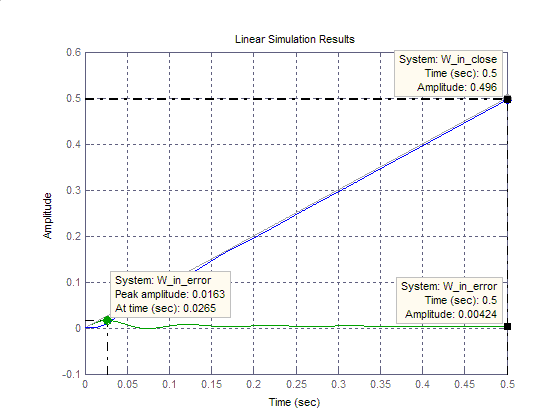 Linear Simulation Results
System: W_in_close
Time (sec): 0.5
Amplitude: 0.496
System: W_in_error
Peak amplitude: 0.0163
At time (sec): 0.0265
System: W_in_error
Time (sec): 0.5
Amplitude: 0.00424
Amplitude
0.6
0.5
0.4
0.3
0.2
0.1
0
-0.1
0 0.05 0.1 0.15 0.2 0.25 0.3 0.35 0.4 0.45 0.5
Time (sec)